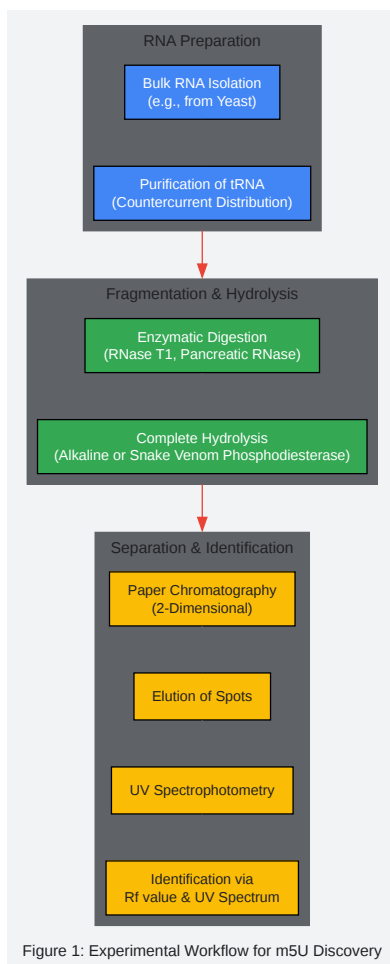 RNA Preparation
Bulk RNA Isolation
(e.g., from Yeast)
Purification of tRNA
(Countercurrent Distribution)
Fragmentation & Hydrolysis
Enzymatic Digestion
(RNase T1, Pancreatic RNase)
Complete Hydrolysis
(Alkaline or Snake Venom Phosphodiesterase)
Separation & Identification
Paper Chromatography
(2-Dimensional)
Elution of Spots
UV Spectrophotometry
Identification via
Rf value & UV Spectrum
Figure 1: Experimental Workflow for m5U Discovery